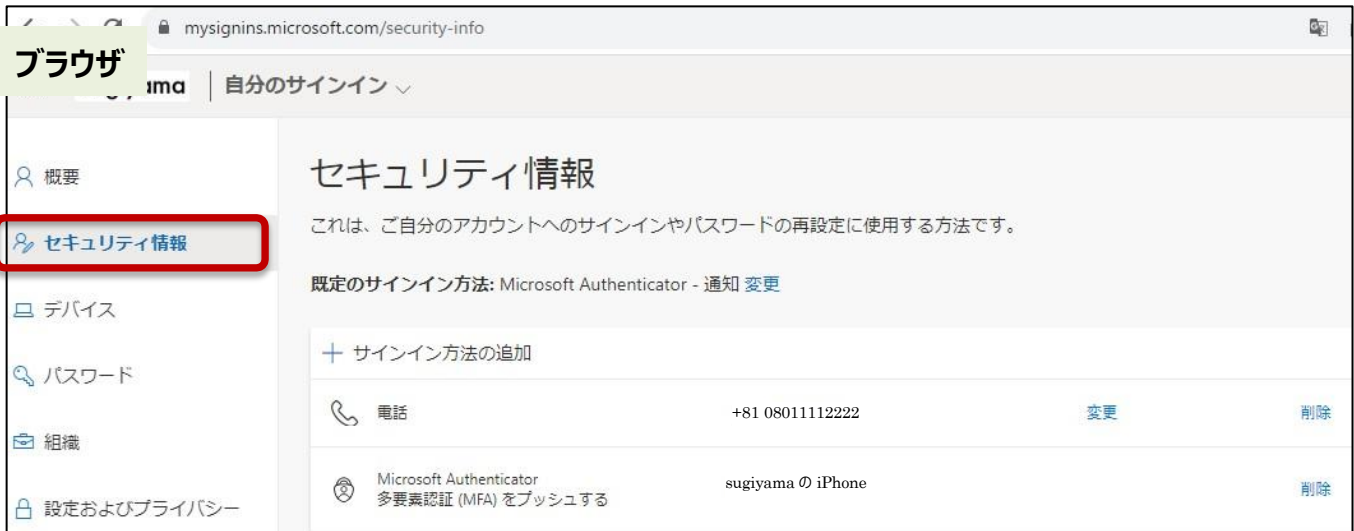 mysignins.microsoft.com/security-info
ブラウザ
自分のサインイン
概要
セキュリティ情報
デバイス
パスワード
組織
設定およびプライバシー
セキュリティ情報
これは、ご自分のアカウントへのサインインやパスワードの再設定に使用する方法です。
既定のサインイン方法: Microsoft Authenticator - 通知 変更
＋ サインイン方法の追加
電話 +81 08011112222 変更 削除
Microsoft Authenticator
多要素認証 (MFA) をプッシュする sugiyama の iPhone 削除